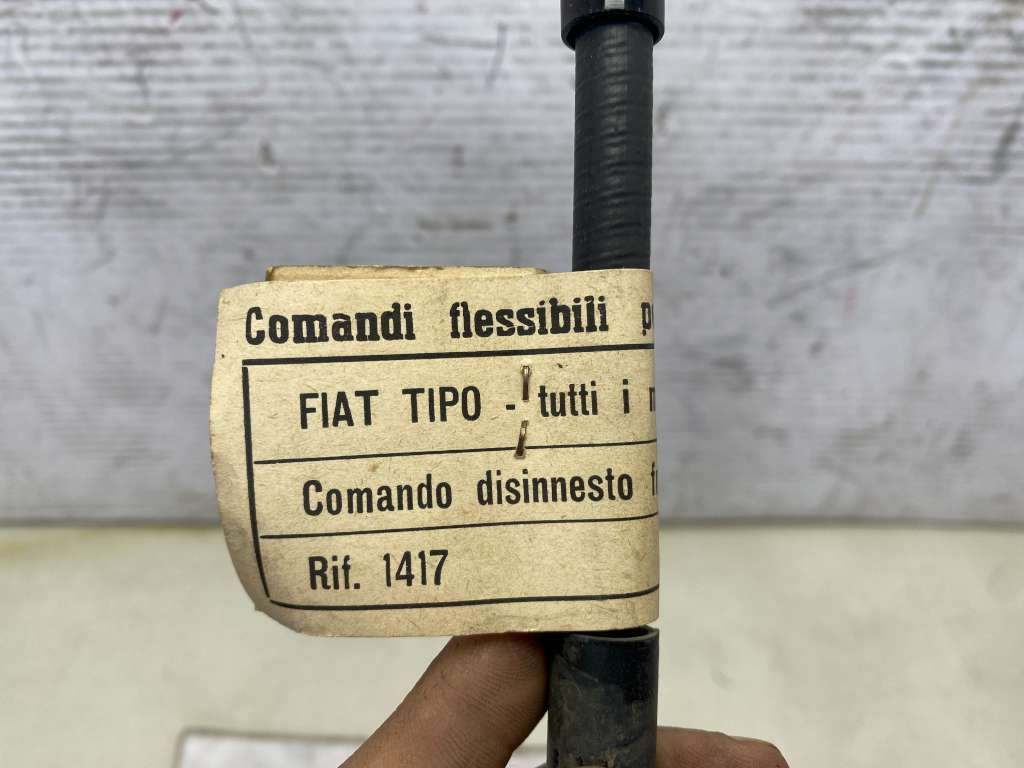 Comandi flessibili p
FIAT TIPO - tutti i
Comando disinnesto f
Rif. 1417